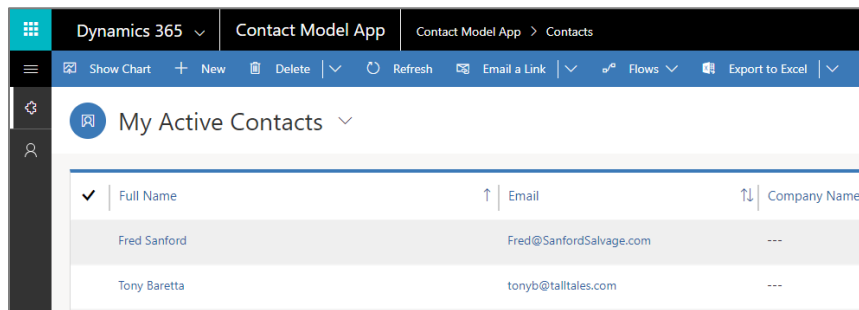 Dynamics 365 Contact Model App Contact Model App > Contacts
Show Chart + New Delete Refresh Email a Link Flows Export to Excel
My Active Contacts
Full Name Email Company Name
Fred Sanford Fred@SanfordSalvage.com ---
Tony Baretta tonyb@talltales.com ---